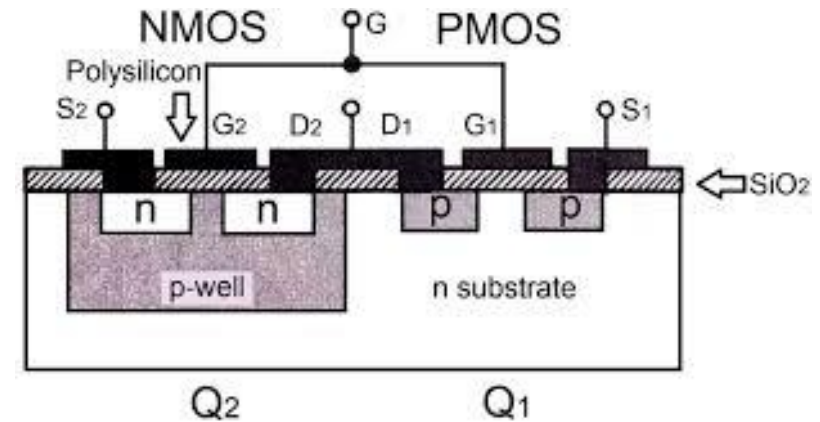 NMOS G PMOS
Polysilicon
S2 G2 D2 D1 G1 S1
SiO2
n n p p
p-well n substrate
Q2 Q1